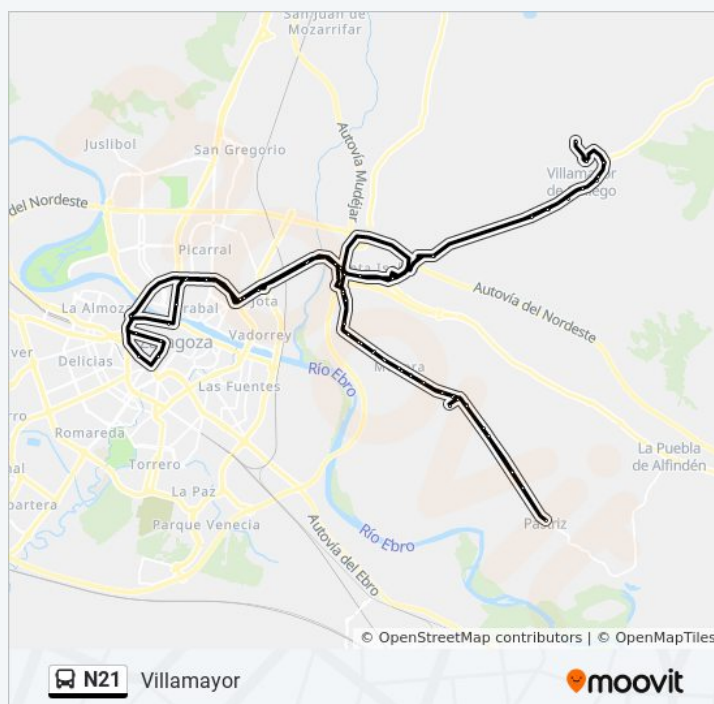 San Juan de
Mozarrifar
Juslibol
San Gregorio
Autovía Mudéjar
Villamayor
de Gállego
del Nordeste
Picarral
Santa Isabel
Autovía del Nordeste
La Almozara
Arrabal
Jota
Zaragoza
Vadorrey
Delicias
Movera
Las Fuentes
Río Ebro
Romareda
La Puebla
de Alfindén
Torrero
La Paz
Parque Venecia
Pastriz
Río Ebro
Autovía del Ebro
© OpenStreetMap contributors | © OpenMapTiles
N21 Villamayor
moovit